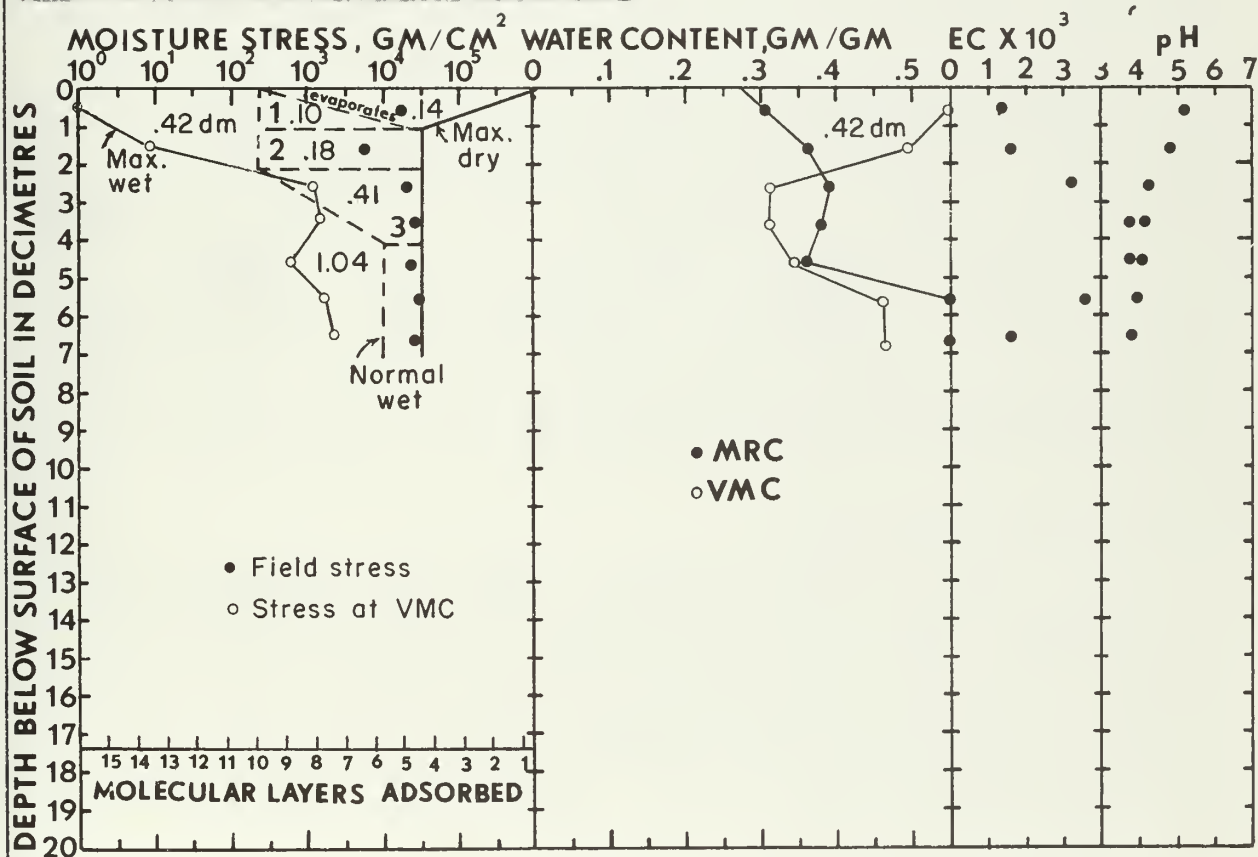 MOISTURE STRESS, GM/CM² WATER CONTENT,GM/GM EC X 10³ pH
10⁰ 10¹ 10² 10³ 10⁴ 10⁵ 0 .1 .2 .3 .4 .5 0 1 2 3 4 5 6 7
DEPTH BELOW SURFACE OF SOIL IN DECIMETRES
0
1
2
3
4
5
6
7
8
9
10
11
12
13
14
15
16
17
18
19
20
1 .10 (evaporates .14
.42 dm
Max. wet
Max. dry
2 .18
.41
3
1.04
Normal wet
.42 dm
MRC
VMC
Field stress
Stress at VMC
15 14 13 12 11 10 9 8 7 6 5 4 3 2 1
MOLECULAR LAYERS ADSORBED